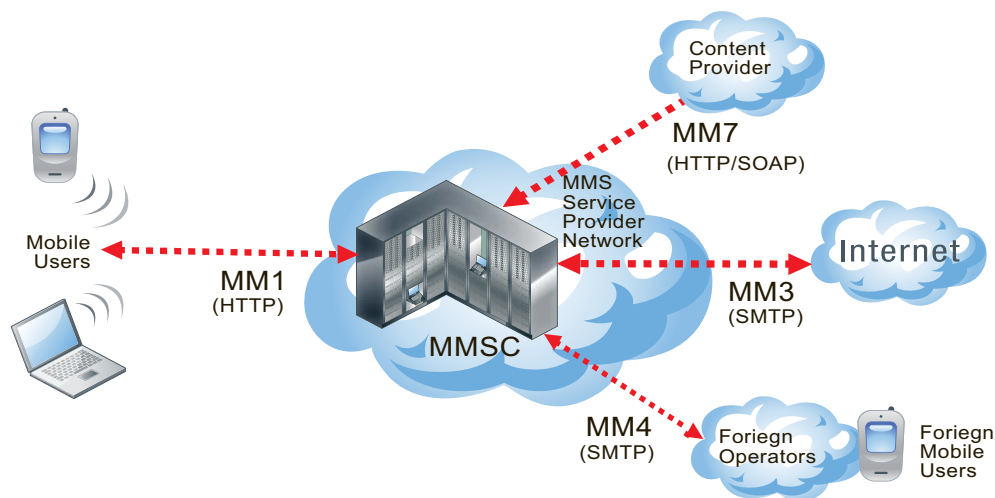 Content
Provider
MM7
(HTTP/SOAP)
MMS
Service
Provider
Network
Mobile
Users
MM1
(HTTP)
MMSC
Internet
MM3
(SMTP)
MM4
(SMTP)
Foriegn
Operators
Foriegn
Mobile
Users